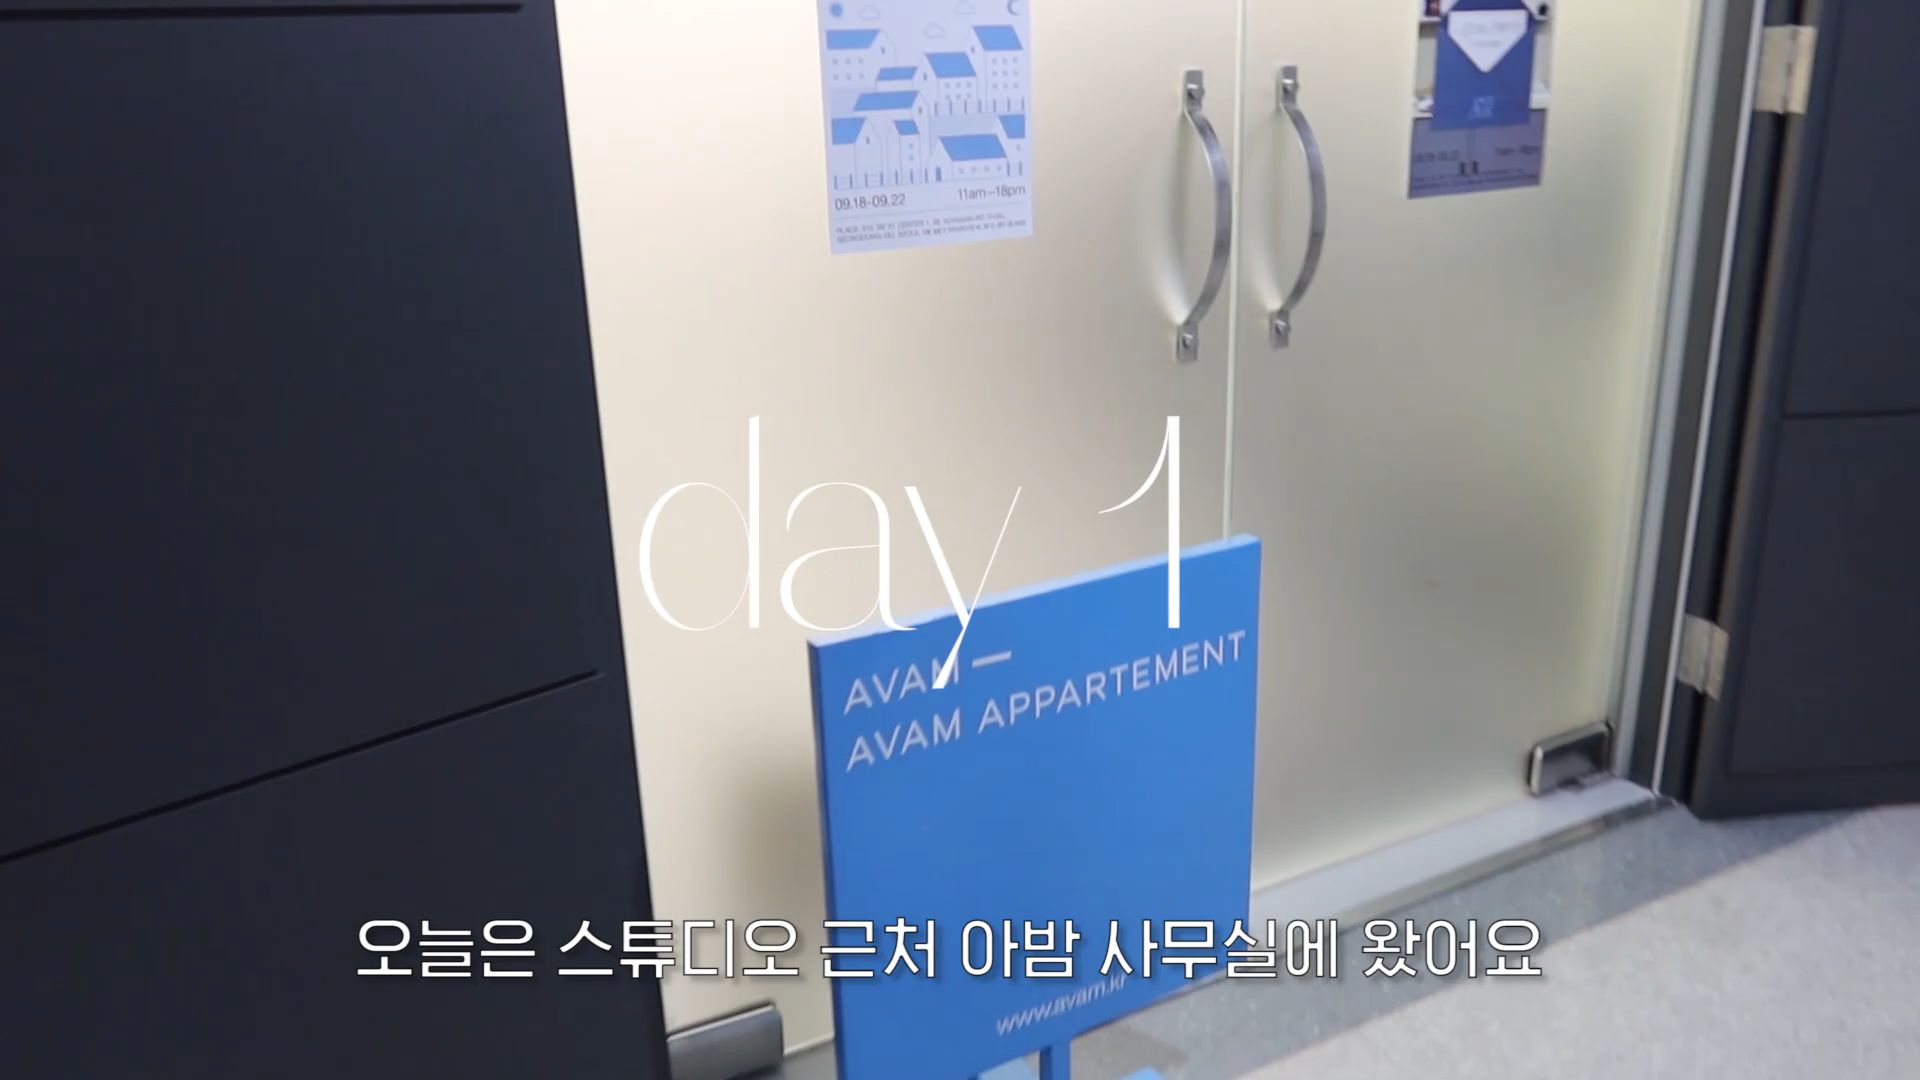 09.18-09.22
11am—18pm
day 1
AVAM —
AVAM APPARTEMENT
오늘은 스튜디오 근처 아밤 사무실에 왔어요
www.avam.kr